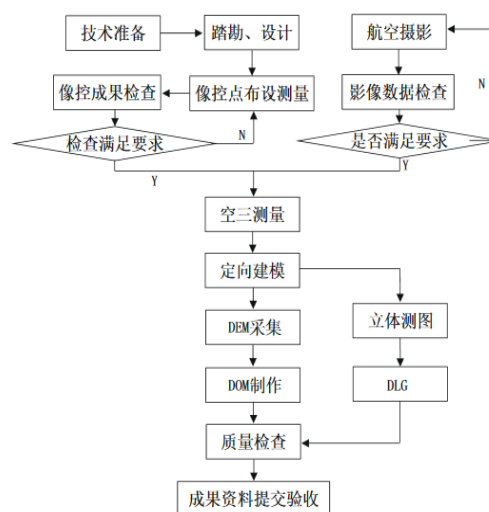 技术准备
踏勘、设计
航空摄影
像控成果检查
像控点布设测量
影像数据检查
N
检查满足要求
N
是否满足要求
Y
Y
空三测量
定向建模
DEM采集
立体测图
DOM制作
DLG
质量检查
成果资料提交验收